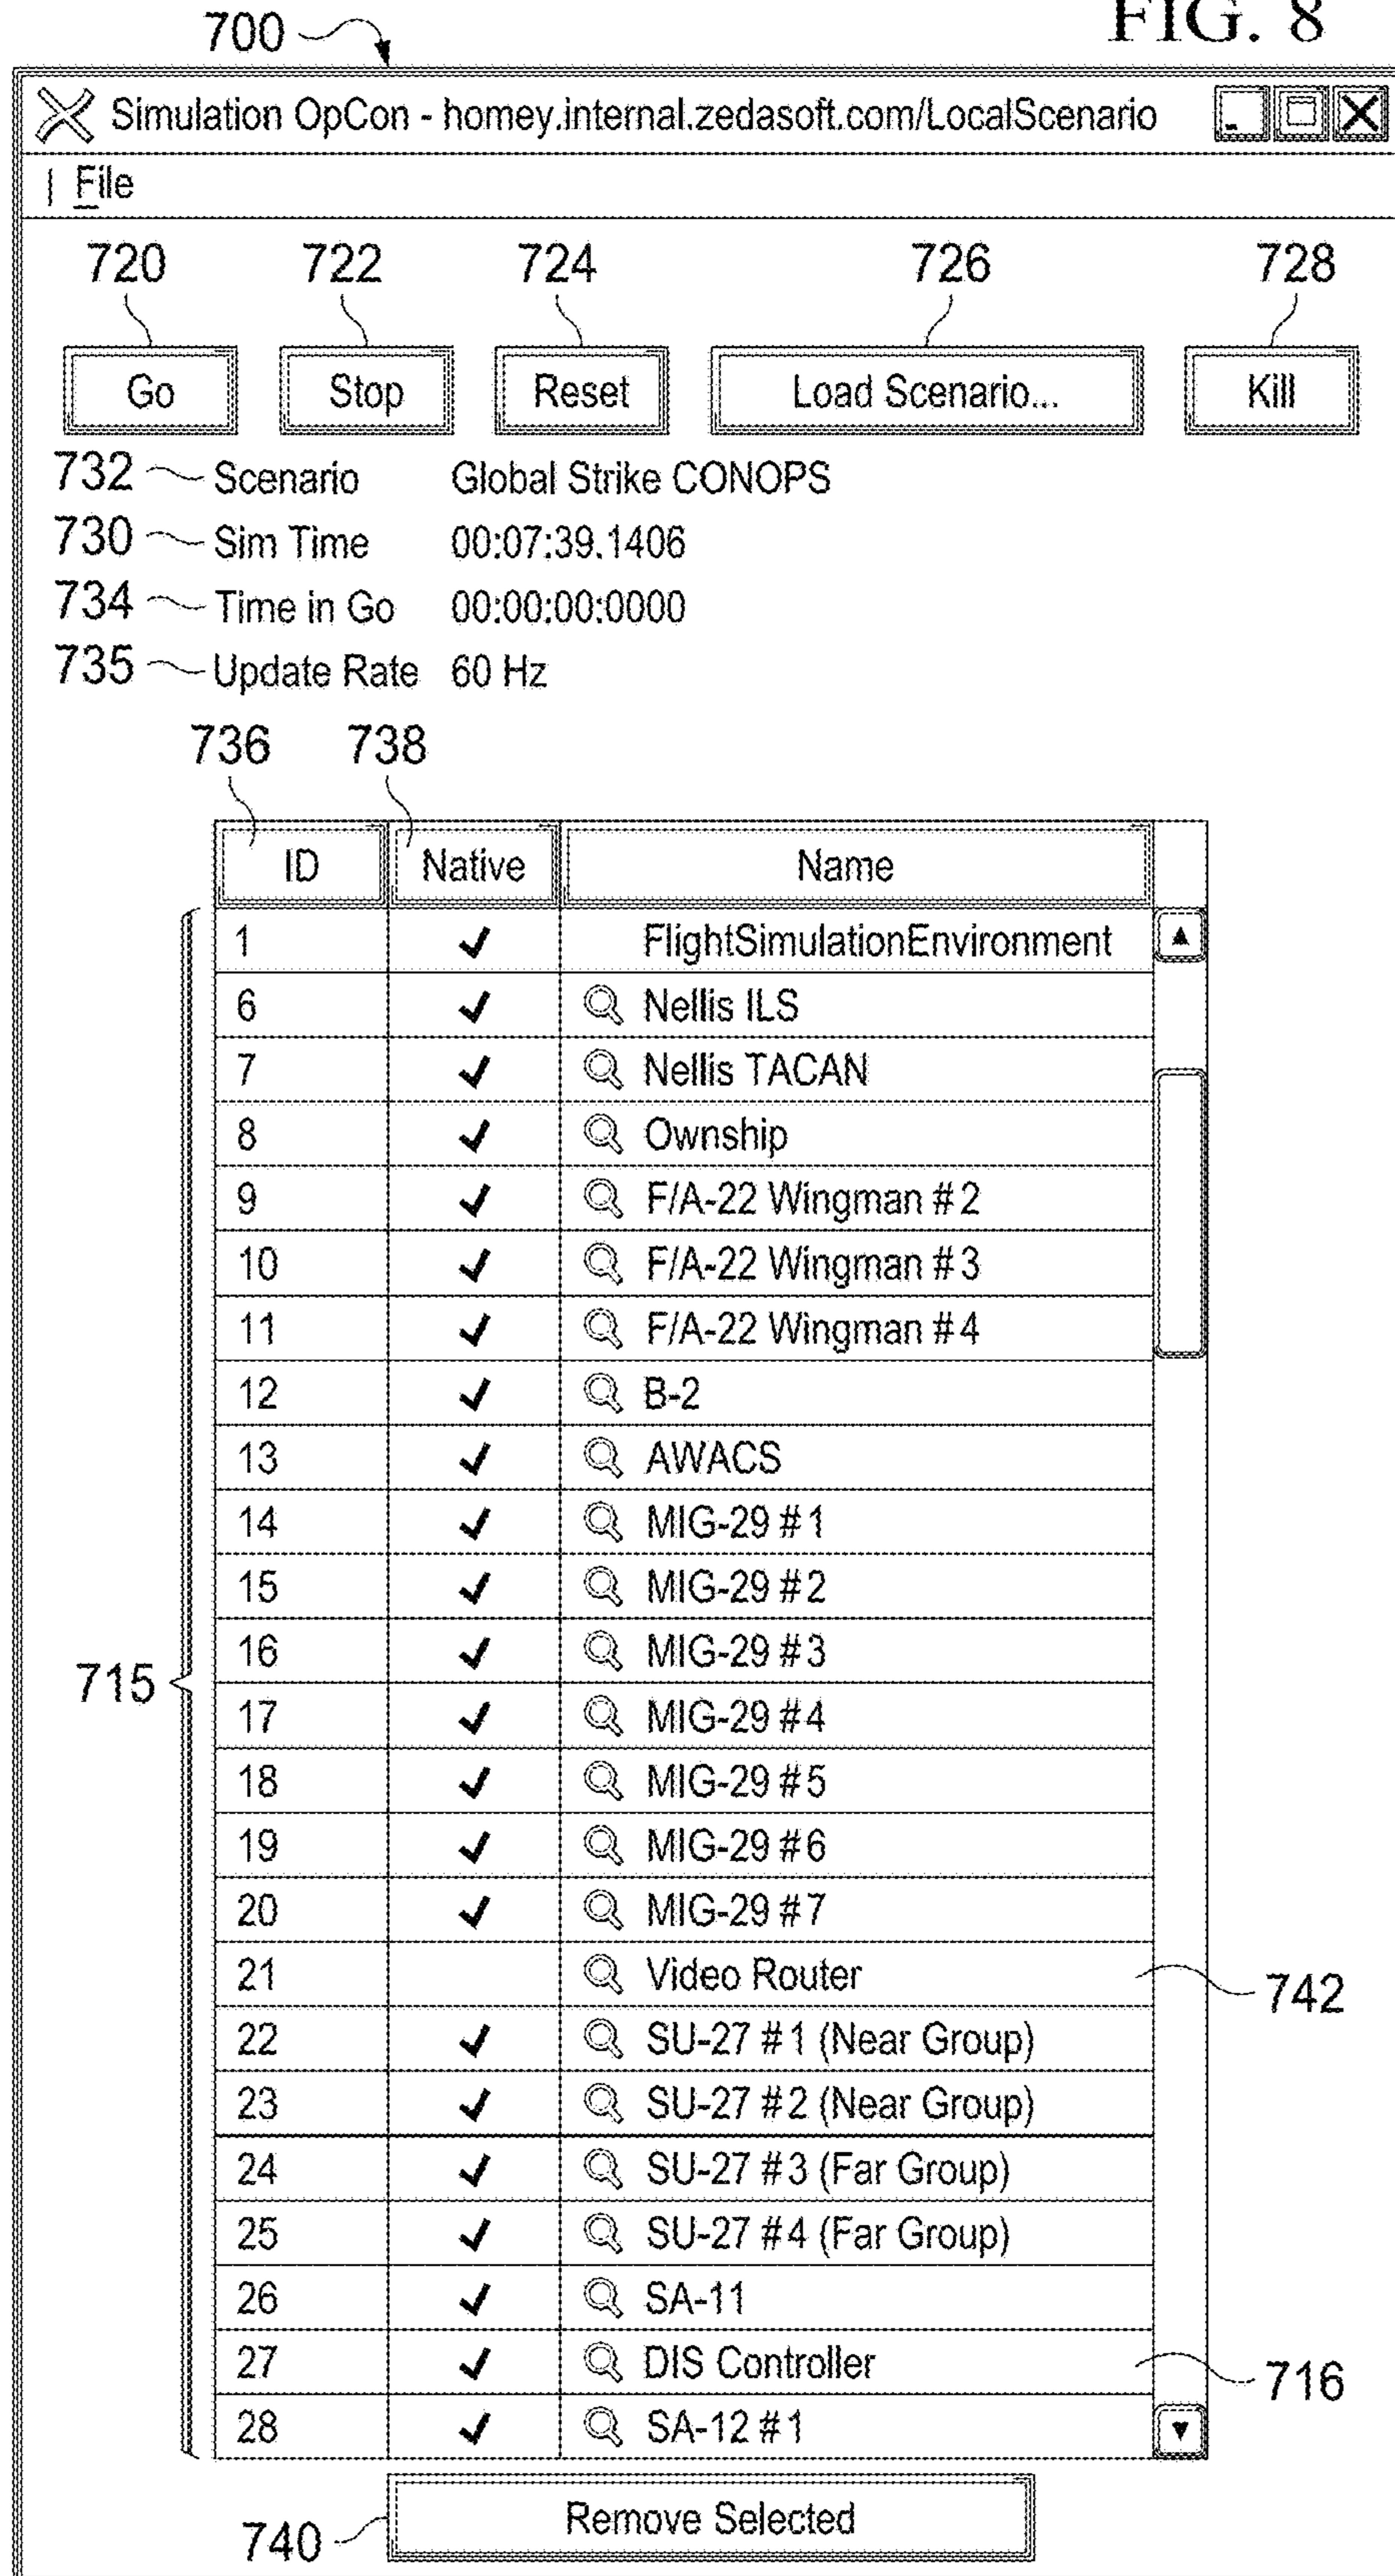 FIG. 8
700
Simulation OpCon - homey.internal.zedasoft.com/LocalScenario
File
720 722 724 726 728
Go Stop Reset Load Scenario... Kill
732 Scenario Global Strike CONOPS
730 Sim Time 00:07:39.1406
734 Time in Go 00:00:00:0000
735 Update Rate 60 Hz
736 738
ID Native Name
1 ✓ FlightSimulationEnvironment
6 ✓ Nellis ILS
7 ✓ Nellis TACAN
8 ✓ Ownship
9 ✓ F/A-22 Wingman #2
10 ✓ F/A-22 Wingman #3
11 ✓ F/A-22 Wingman #4
12 ✓ B-2
13 ✓ AWACS
14 ✓ MIG-29 #1
15 ✓ MIG-29 #2
16 ✓ MIG-29 #3
715
17 ✓ MIG-29 #4
18 ✓ MIG-29 #5
19 ✓ MIG-29 #6
20 ✓ MIG-29 #7
21 Video Router 742
22 ✓ SU-27 #1 (Near Group)
23 ✓ SU-27 #2 (Near Group)
24 ✓ SU-27 #3 (Far Group)
25 ✓ SU-27 #4 (Far Group)
26 ✓ SA-11
27 ✓ DIS Controller 716
28 ✓ SA-12 #1
740 Remove Selected